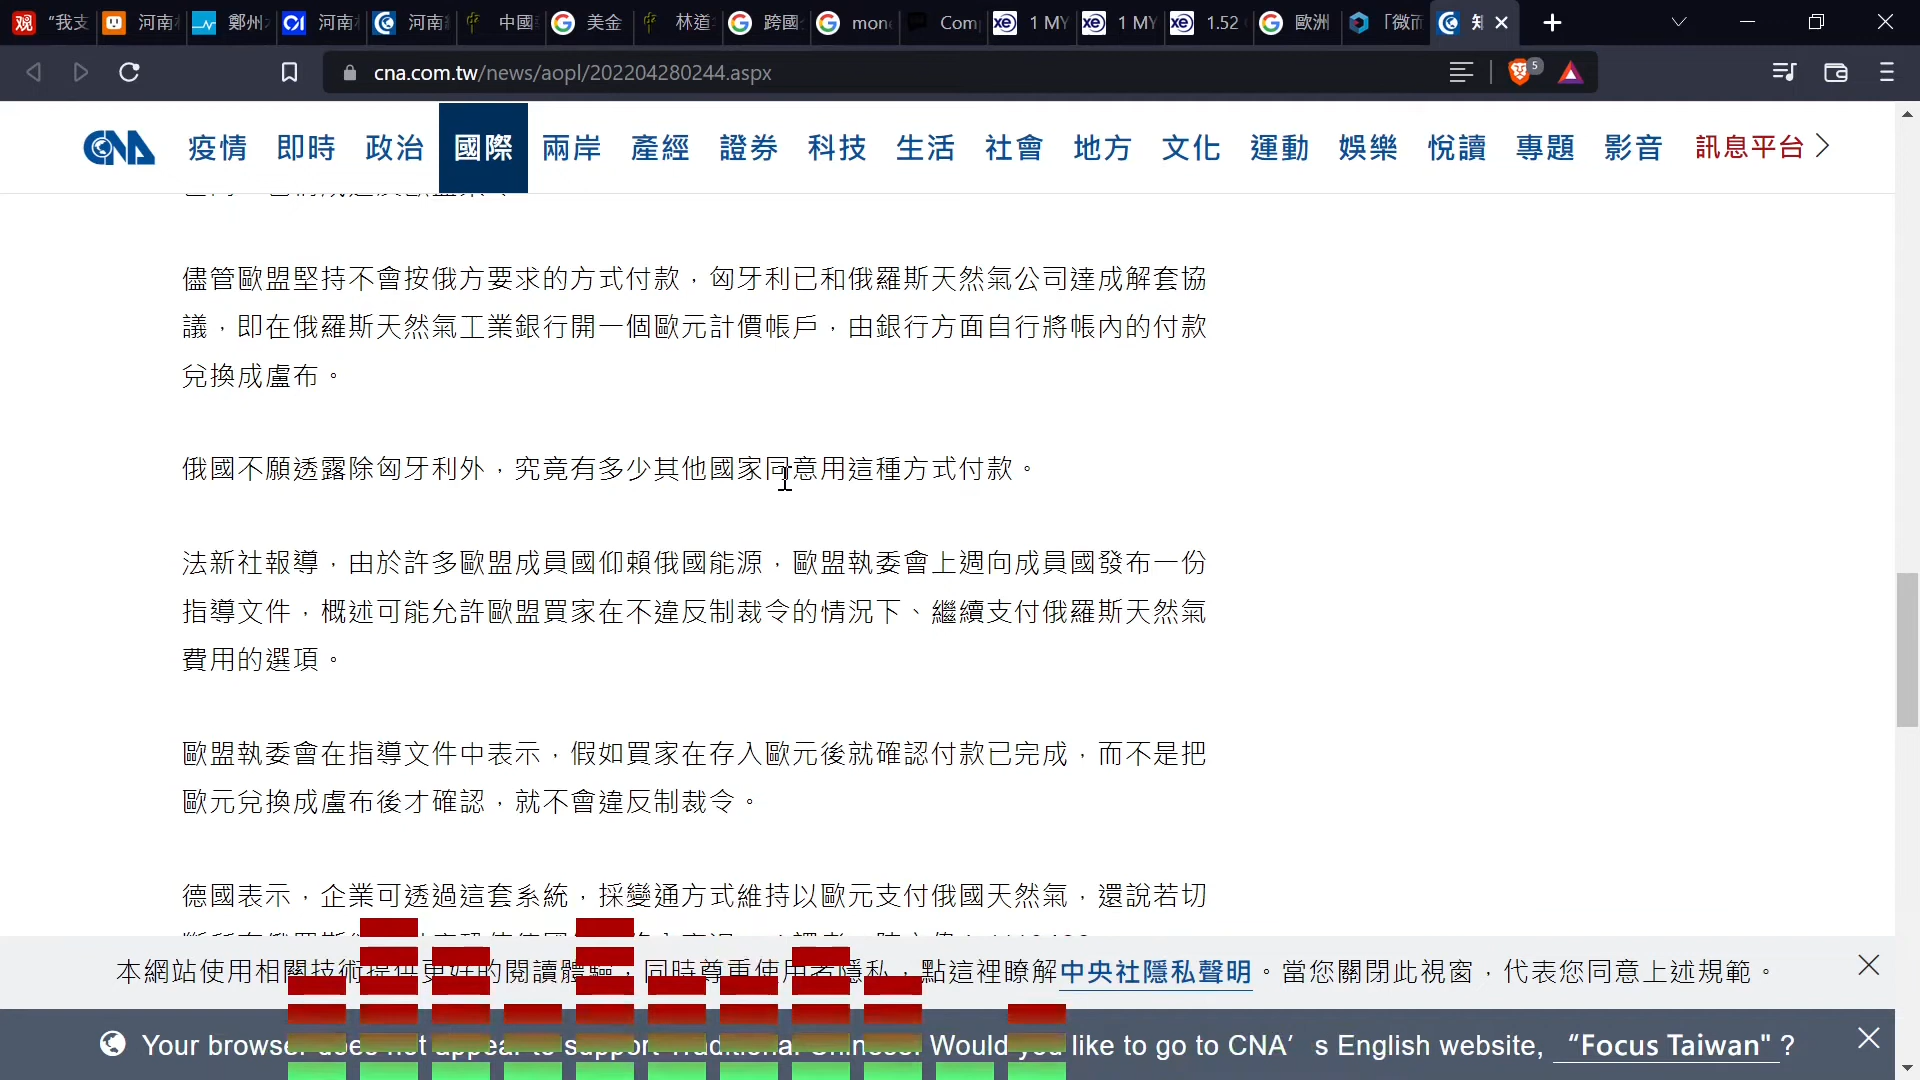 "我支
河南
鄭州
河南
河南
中國
美金
林道
跨國
mon
Com
1 MY
1 MY
1.52
歐洲
「微而
cna.com.tw/news/aopl/202204280244.aspx
5
CNA 疫情 即時 政治 國際 兩岸 產經 證券 科技 生活 社會 地方 文化 運動 娛樂 悅讀 專題 影音 訊息平台
儘管歐盟堅持不會按俄方要求的方式付款，匈牙利已和俄羅斯天然氣公司達成解套協
議，即在俄羅斯天然氣工業銀行開一個歐元計價帳戶，由銀行方面自行將帳內的付款
兌換成盧布。
俄國不願透露除匈牙利外，究竟有多少其他國家同意用這種方式付款。
法新社報導，由於許多歐盟成員國仰賴俄國能源，歐盟執委會上週向成員國發布一份
指導文件，概述可能允許歐盟買家在不違反制裁令的情況下、繼續支付俄羅斯天然氣
費用的選項。
歐盟執委會在指導文件中表示，假如買家在存入歐元後就確認付款已完成，而不是把
歐元兌換成盧布後才確認，就不會違反制裁令。
德國表示，企業可透過這套系統，採變通方式維持以歐元支付俄國天然氣，還說若切
本網站使用相關技術提供更好的閱讀體驗，同時尊重使用者隱私，點這裡瞭解中央社隱私聲明。當您關閉此視窗，代表您同意上述規範。
Your browser does not appear to support Traditional Chinese. Would you like to go to CNA's English website, "Focus Taiwan" ?